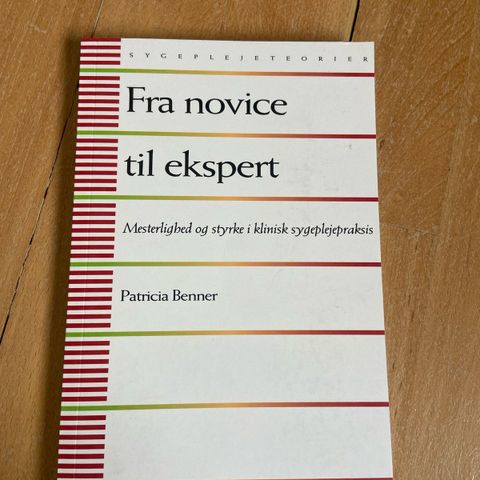 SYGEPLEJETEORIER
Fra novice
til ekspert
Mesterlighed og styrke i klinisk sygeplejepraksis
Patricia Benner